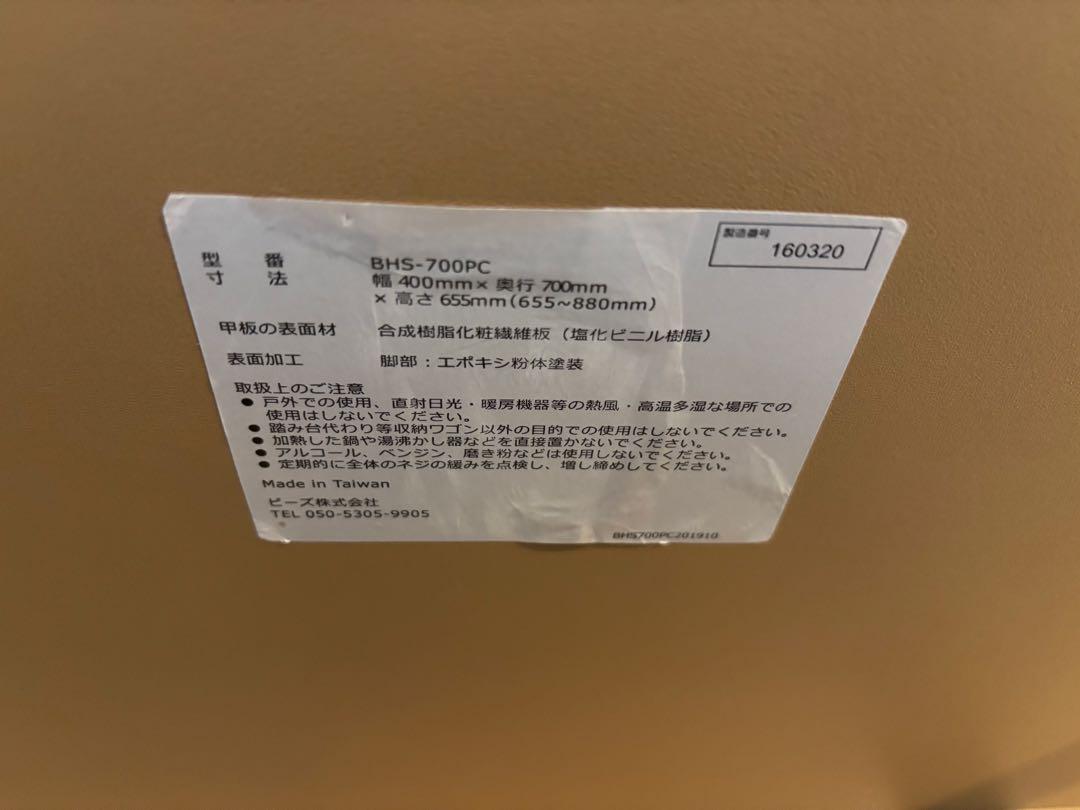 製造番号
160320
型 番 BHS-700PC
寸 法 幅 400mm× 奥行 700mm
× 高さ 655mm(655~880mm)
甲板の表面材 合成樹脂化粧繊維板（塩化ビニル樹脂）
表面加工 脚部：エポキシ粉体塗装
取扱上のご注意
● 戸外での使用、直射日光・暖房機器等の熱風・高温多湿な場所での
使用はしないでください。
● 踏み台代わり等収納ワゴン以外の目的での使用はしないでください。
● 加熱した鍋や湯沸かし器などを直接置かないでください。
● アルコール、ベンジン、磨き粉などは使用しないでください。
● 定期的に全体のネジの緩みを点検し、増し締めしてください。
Made in Taiwan
ビーズ株式会社
TEL 050-5305-9905
BHS700PC201910